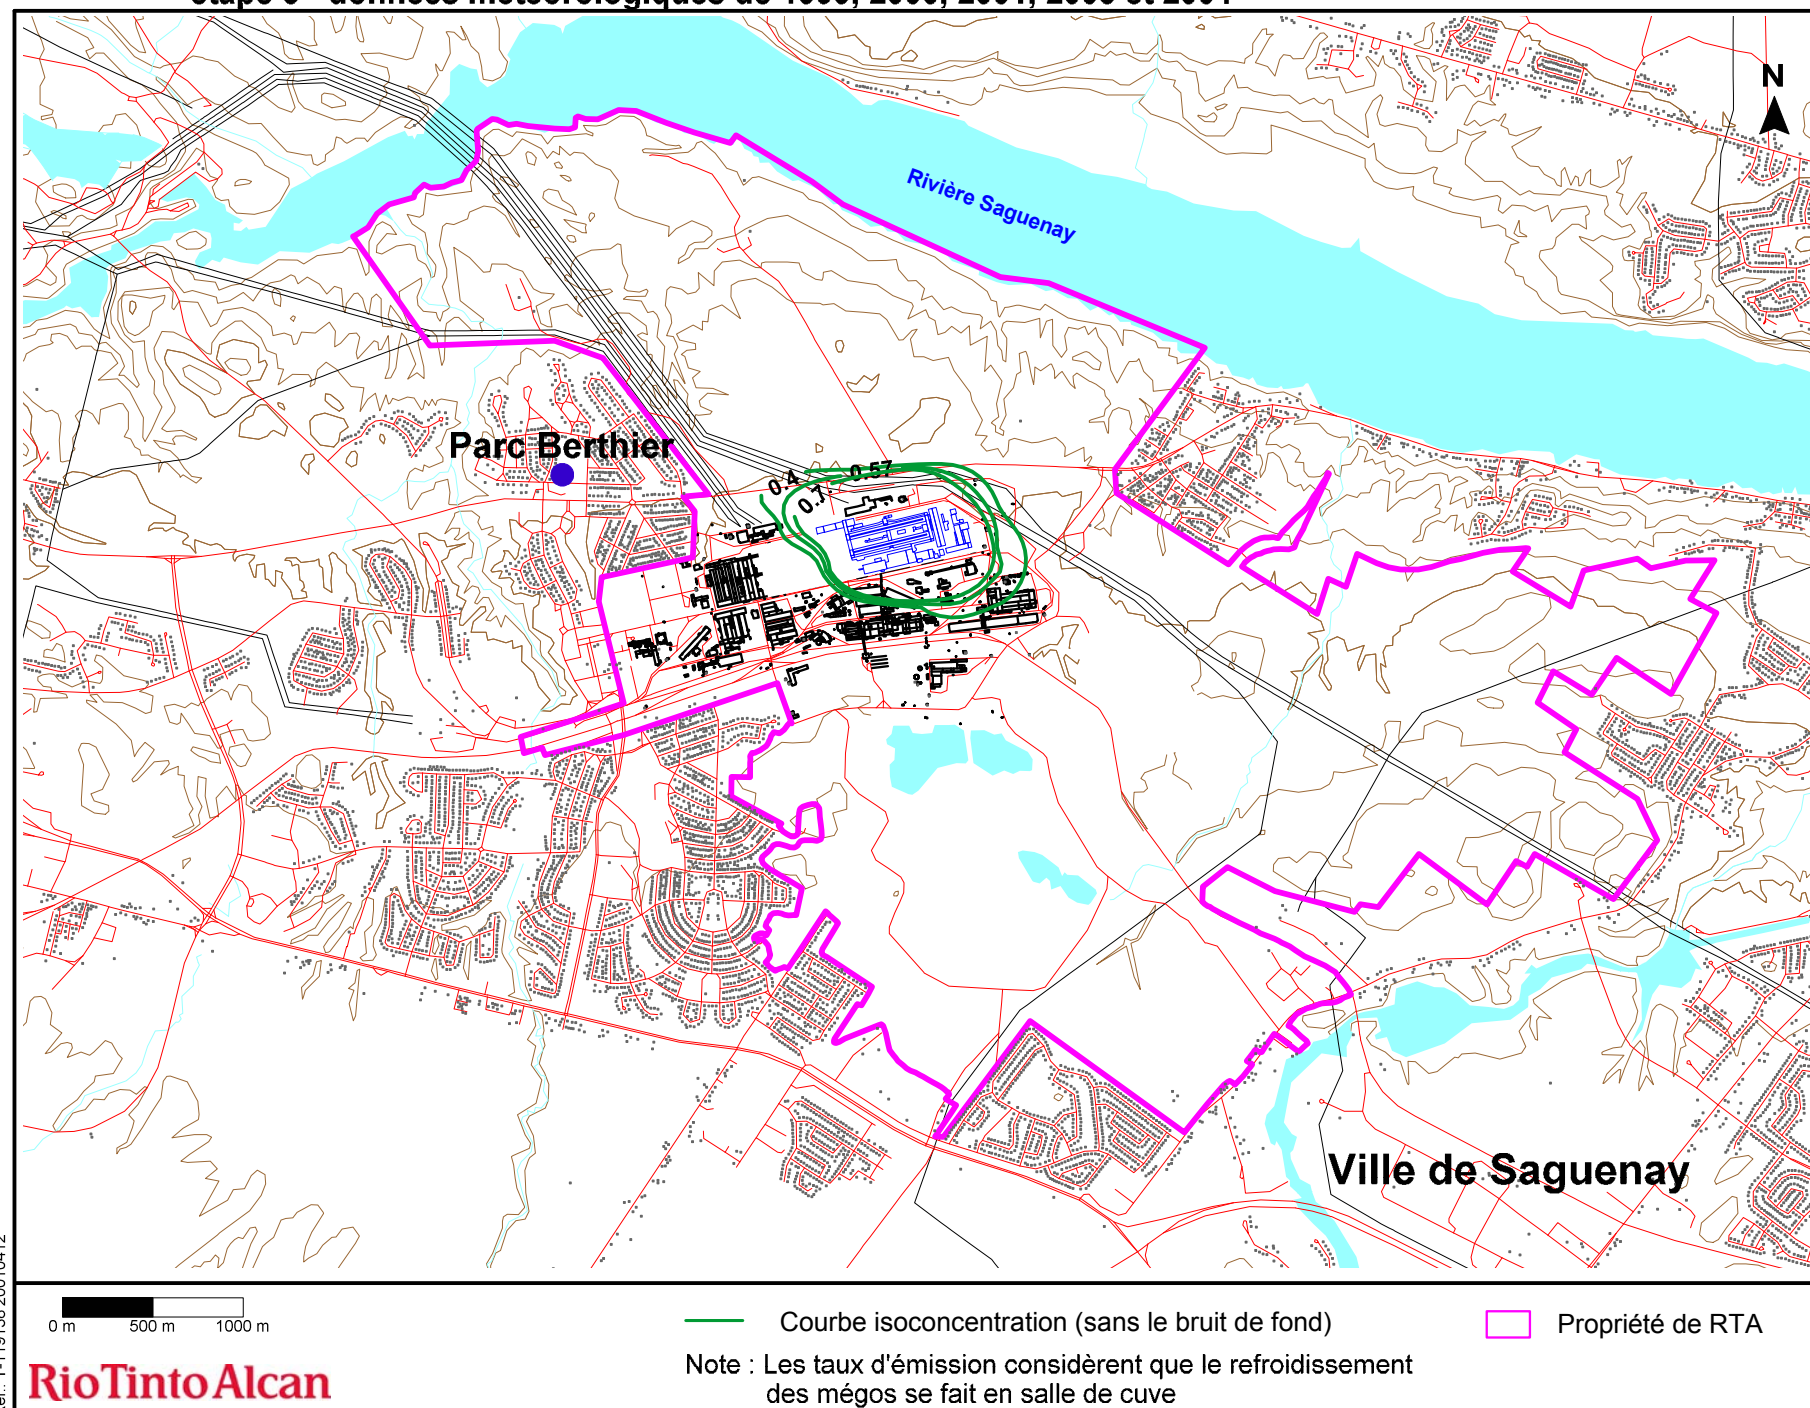 N
Rivière Saguenay
Parc Berthier
0.4
0.57
Ville de Saguenay
0 m 500 m 1000 m
Courbe isoconcentration (sans le bruit de fond)
Propriété de RTA
Note : Les taux d'émission considèrent que le refroidissement
des mégos se fait en salle de cuve
RioTintoAlcan